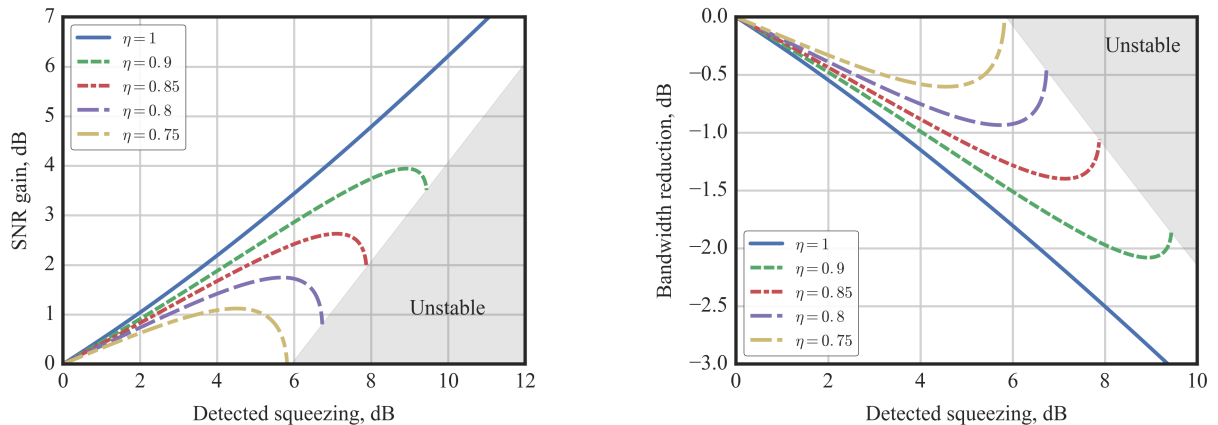 7
6
5
4
3
2
1
0
SNR gain, dB
η = 1
η = 0.9
η = 0.85
η = 0.8
η = 0.75
Unstable
0 2 4 6 8 10 12
Detected squeezing, dB
0.0
−0.5
−1.0
−1.5
−2.0
−2.5
−3.0
Bandwidth reduction, dB
Unstable
η = 1
η = 0.9
η = 0.85
η = 0.8
η = 0.75
0 2 4 6 8 10
Detected squeezing, dB